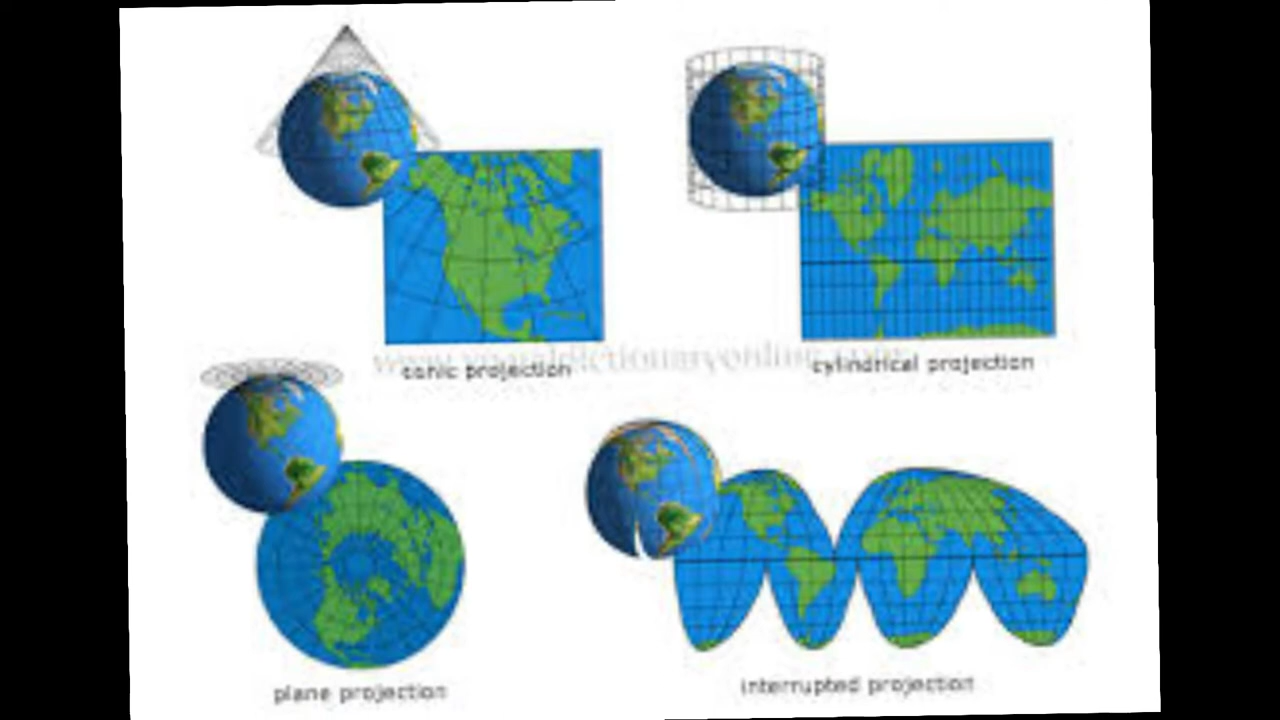 conic projection
cylindrical projection
plane projection
interrupted projection